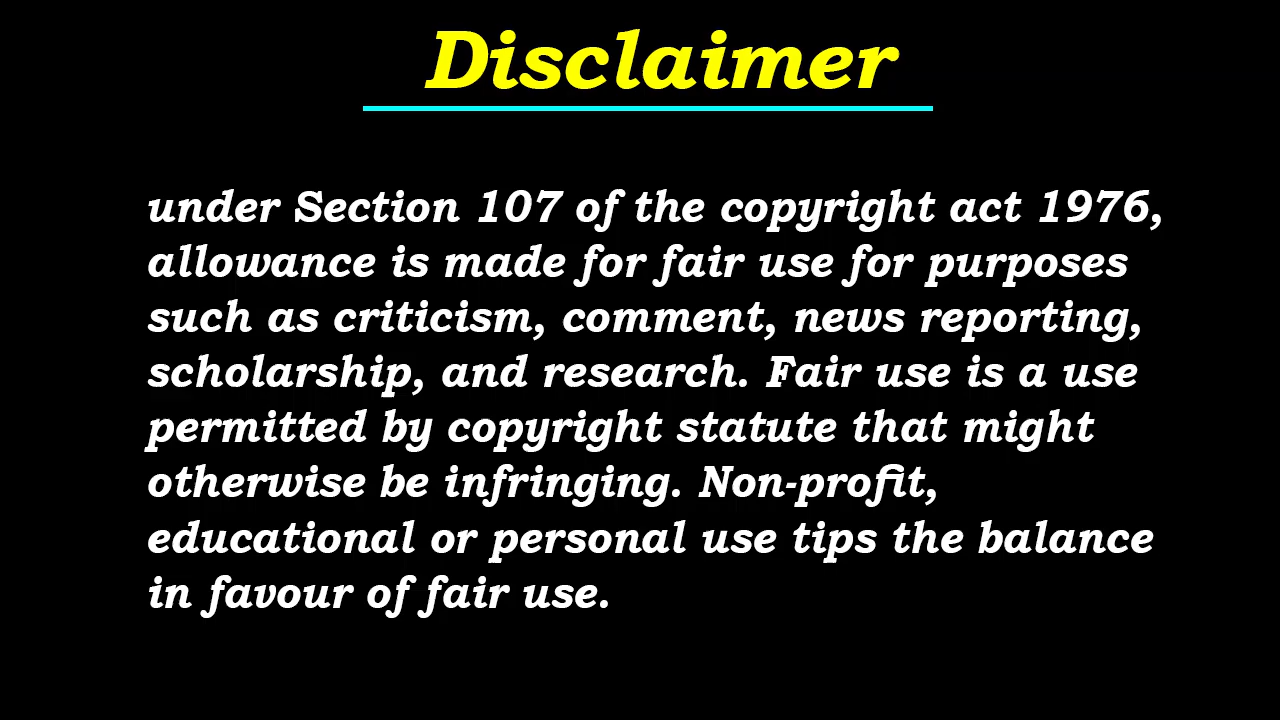 Disclaimer
under Section 107 of the copyright act 1976,
allowance is made for fair use for purposes
such as criticism, comment, news reporting,
scholarship, and research. Fair use is a use
permitted by copyright statute that might
otherwise be infringing. Non-profit,
educational or personal use tips the balance
in favour of fair use.